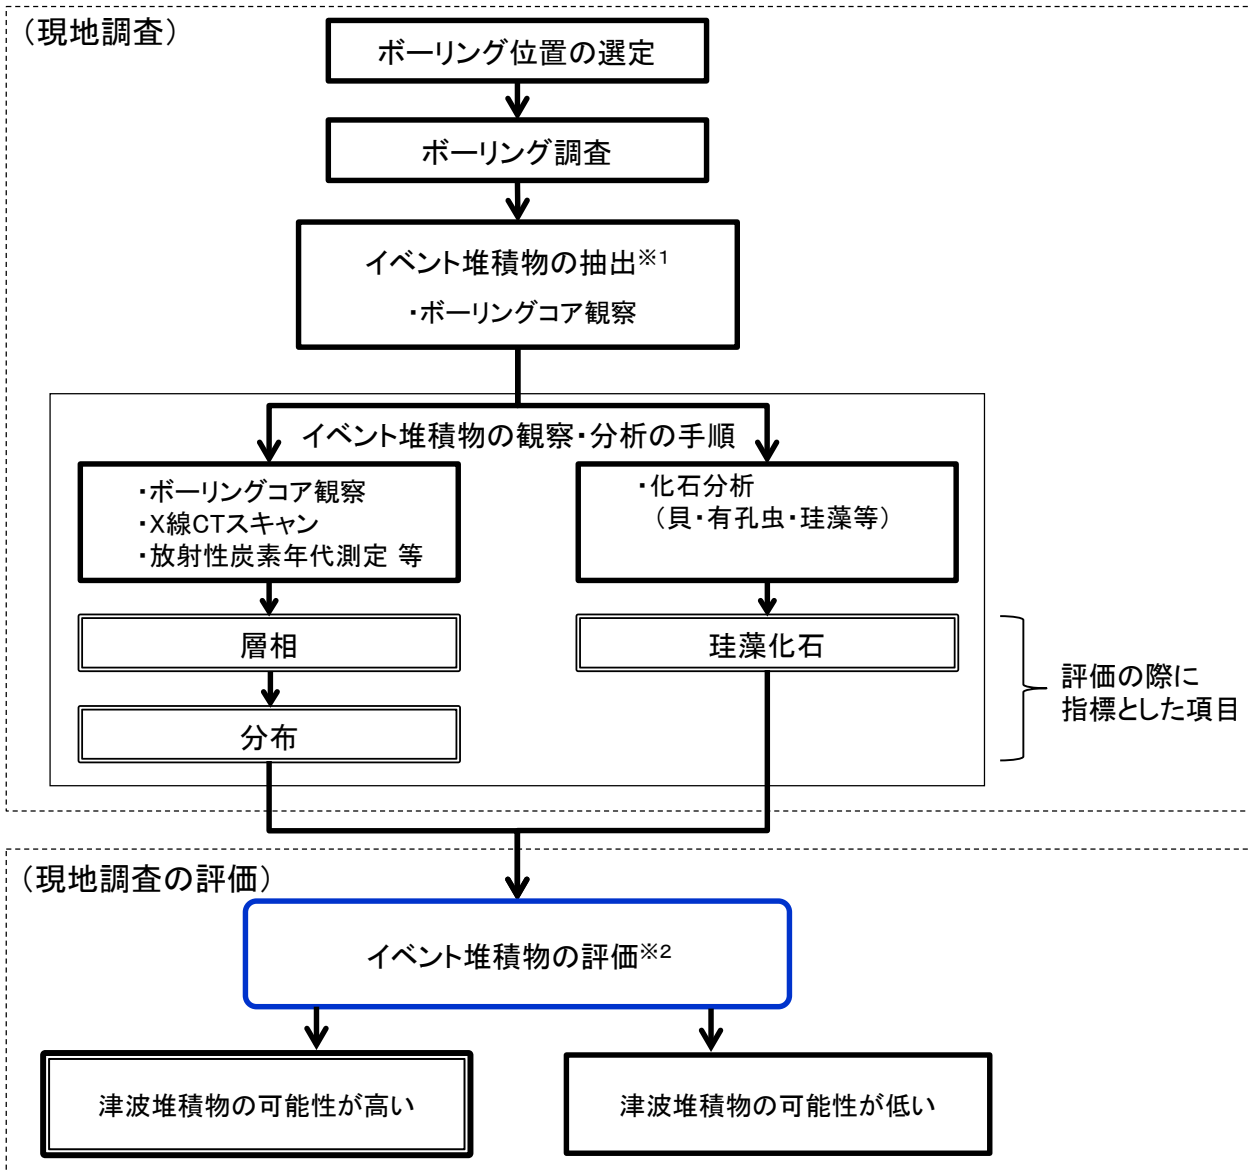 （現地調査）
ボーリング位置の選定
ボーリング調査
イベント堆積物の抽出※1
・ボーリングコア観察
イベント堆積物の観察・分析の手順
・ボーリングコア観察
・X線CTスキャン
・放射性炭素年代測定 等
・化石分析
（貝・有孔虫・珪藻等）
層相
珪藻化石
分布
評価の際に
指標とした項目
（現地調査の評価）
イベント堆積物の評価※2
津波堆積物の可能性が高い
津波堆積物の可能性が低い